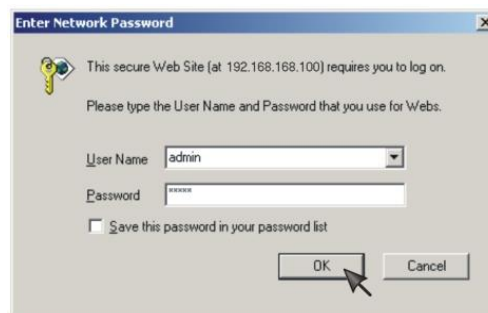 Enter Network Password
This secure Web Site (at 192.168.168.100) requires you to log on.
Please type the User Name and Password that you use for Webs.
User Name admin
Password *****
Save this password in your password list
OK Cancel